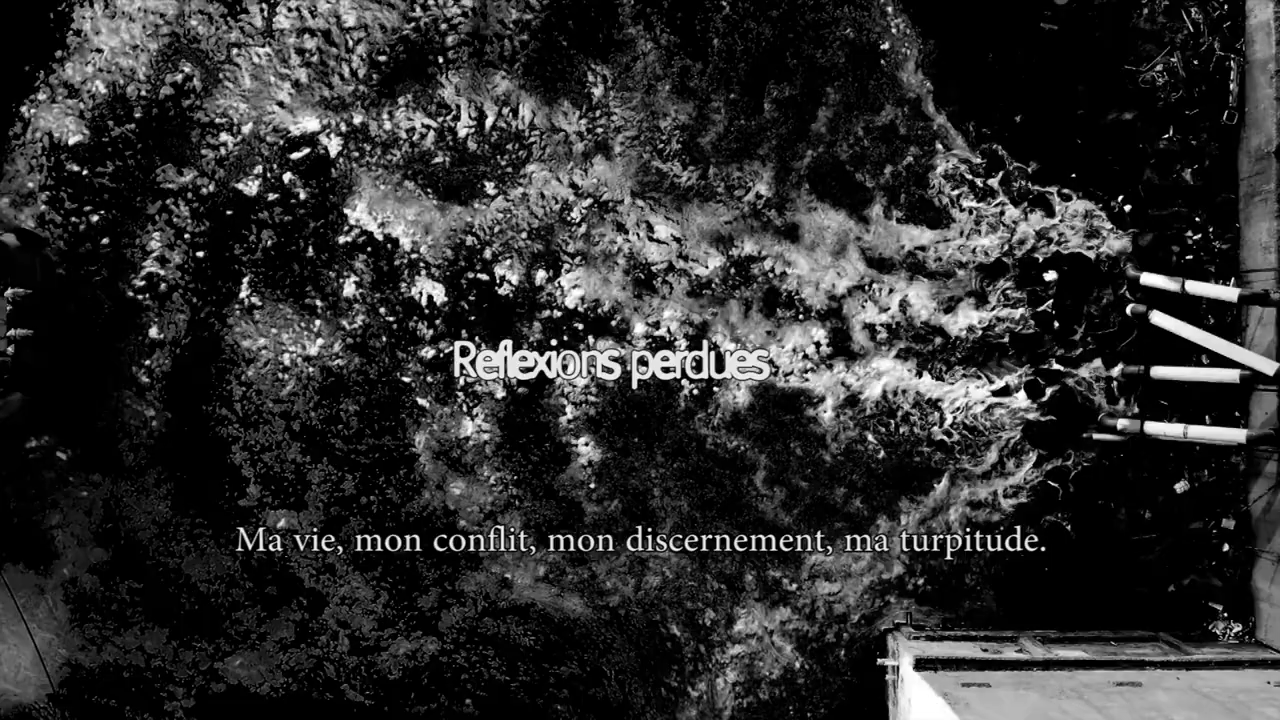 Reflexions perdues
Ma vie, mon conflit, mon discernement, ma turpitude.